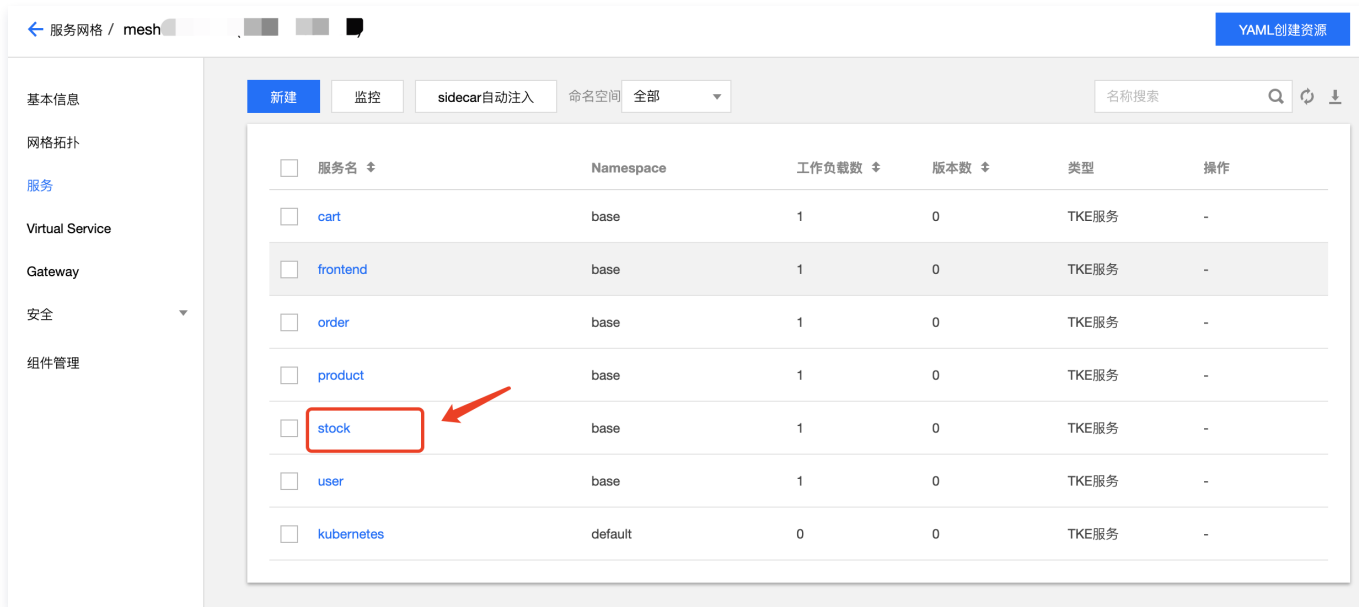 服务网格 / mesh
YAML创建资源
基本信息
网格拓扑
服务
Virtual Service
Gateway
安全
组件管理
新建 监控 sidecar自动注入 命名空间 全部 名称搜索
服务名 Namespace 工作负载数 版本数 类型 操作
cart base 1 0 TKE服务 -
frontend base 1 0 TKE服务 -
order base 1 0 TKE服务 -
product base 1 0 TKE服务 -
stock base 1 0 TKE服务 -
user base 1 0 TKE服务 -
kubernetes default 0 0 TKE服务 -